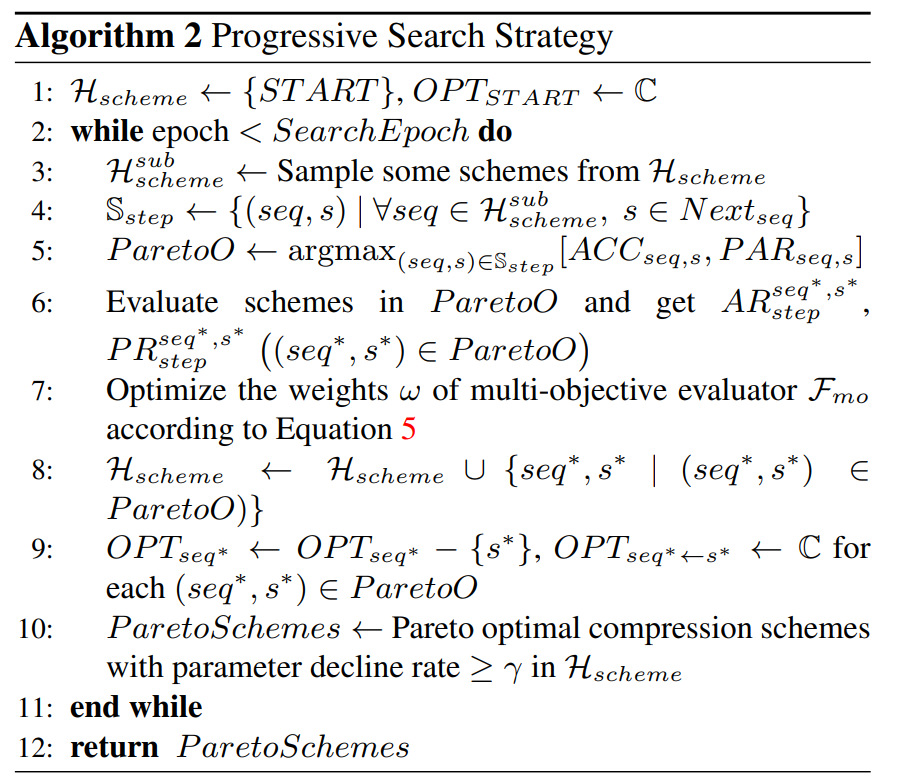 Algorithm 2 Progressive Search Strategy
1: $\mathcal{H}_{scheme} \leftarrow \{START\}, OPT_{START} \leftarrow \mathbb{C}$
2: while epoch < $SearchEpoch$ do
3: $\mathcal{H}_{scheme}^{sub} \leftarrow$ Sample some schemes from $\mathcal{H}_{scheme}$
4: $\mathbb{S}_{step} \leftarrow \{(seq, s) \mid \forall seq \in \mathcal{H}_{scheme}^{sub}, s \in Next_{seq}\}$
5: $ParetoO \leftarrow \mathrm{argmax}_{(seq,s) \in \mathbb{S}_{step}}[ACC_{seq,s}, PAR_{seq,s}]$
6: Evaluate schemes in $ParetoO$ and get $AR_{step}^{seq^*,s^*}$,
$PR_{step}^{seq^*,s^*}$ $((seq^*, s^*) \in ParetoO)$
7: Optimize the weights $\omega$ of multi-objective evaluator $\mathcal{F}_{mo}$
according to Equation 5
8: $\mathcal{H}_{scheme} \leftarrow \mathcal{H}_{scheme} \cup \{seq^*, s^* \mid (seq^*, s^*) \in$
$ParetoO)\}$
9: $OPT_{seq^*} \leftarrow OPT_{seq^*} - \{s^*\}, OPT_{seq^* \leftarrow s^*} \leftarrow \mathbb{C}$ for
each $(seq^*, s^*) \in ParetoO$
10: $ParetoSchemes \leftarrow$ Pareto optimal compression schemes
with parameter decline rate $\geq \gamma$ in $\mathcal{H}_{scheme}$
11: end while
12: return $ParetoSchemes$